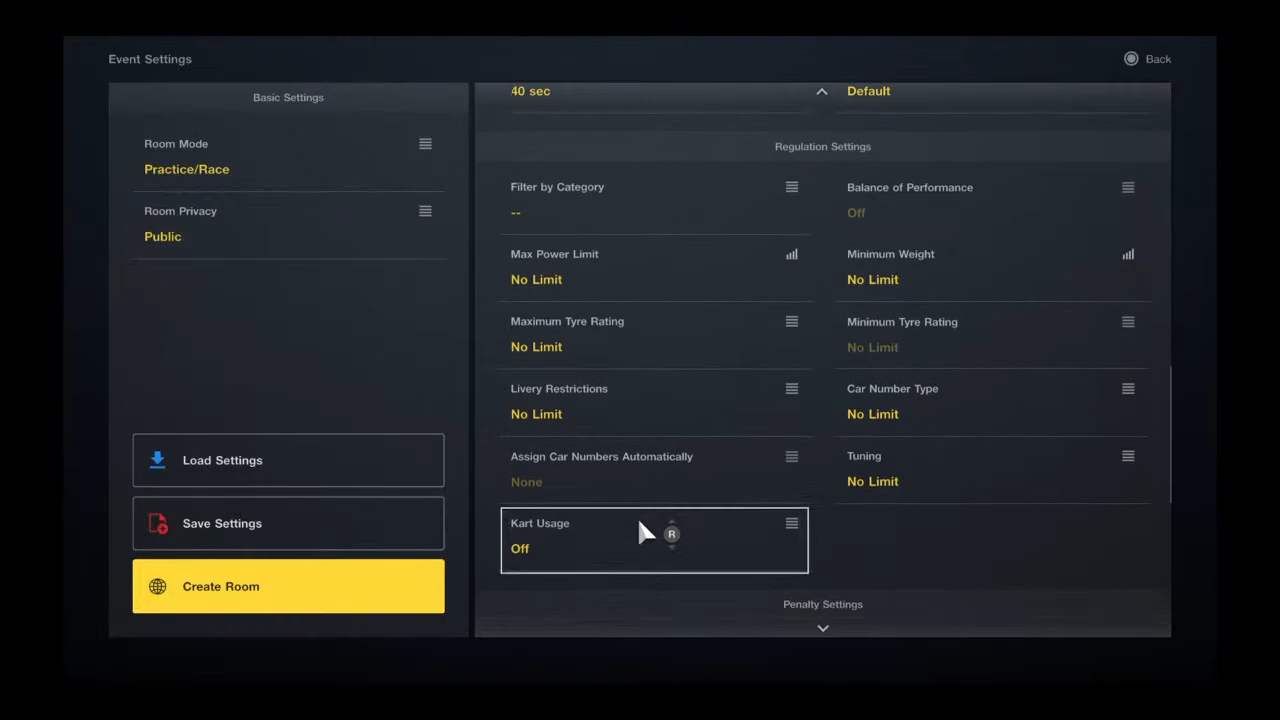 Event Settings
Back
Basic Settings
Room Mode
Practice/Race
Room Privacy
Public
Load Settings
Save Settings
Create Room
40 sec
Default
Regulation Settings
Filter by Category
--
Balance of Performance
Off
Max Power Limit
No Limit
Minimum Weight
No Limit
Maximum Tyre Rating
No Limit
Minimum Tyre Rating
No Limit
Livery Restrictions
No Limit
Car Number Type
No Limit
Assign Car Numbers Automatically
None
Tuning
No Limit
Kart Usage
Off
R
Penalty Settings